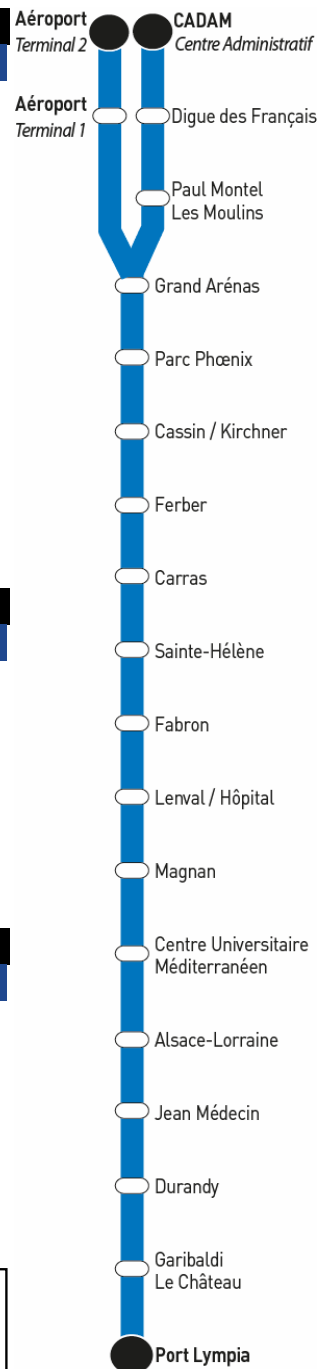 Aéroport
Terminal 2
CADAM
Centre Administratif
Aéroport
Terminal 1
Digue des Français
Paul Montel
Les Moulins
Grand Arénas
Parc Phœnix
Cassin / Kirchner
Ferber
Carras
Sainte-Hélène
Fabron
Lenval / Hôpital
Magnan
Centre Universitaire
Méditerranéen
Alsace-Lorraine
Jean Médecin
Durandy
Garibaldi
Le Château
Port Lympia